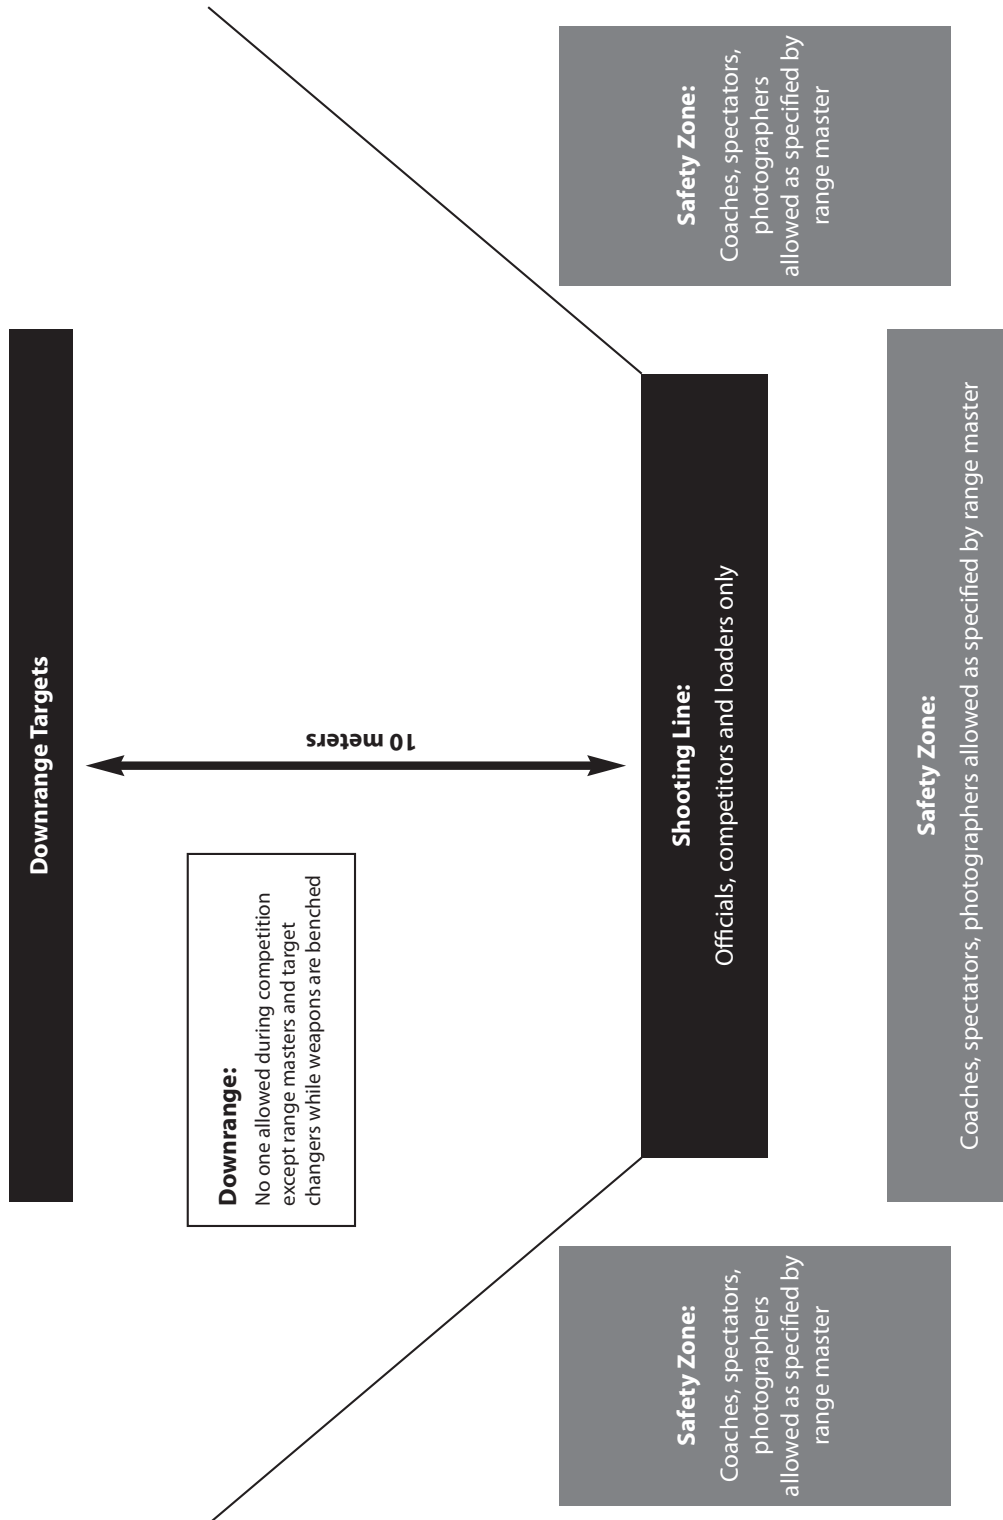 Downrange Targets
10 meters
Downrange:
No one allowed during competition
except range masters and target
changers while weapons are benched
Shooting Line:
Officials, competitors and loaders only
Safety Zone:
Coaches, spectators,
photographers
allowed as specified by
range master
Safety Zone:
Coaches, spectators,
photographers
allowed as specified by
range master
Safety Zone:
Coaches, spectators, photographers allowed as specified by range master